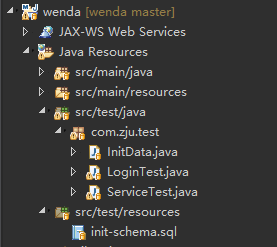 wenda [wenda master]
JAX-WS Web Services
Java Resources
src/main/java
src/main/resources
src/test/java
com.zju.test
InitData.java
LoginTest.java
ServiceTest.java
src/test/resources
init-schema.sql